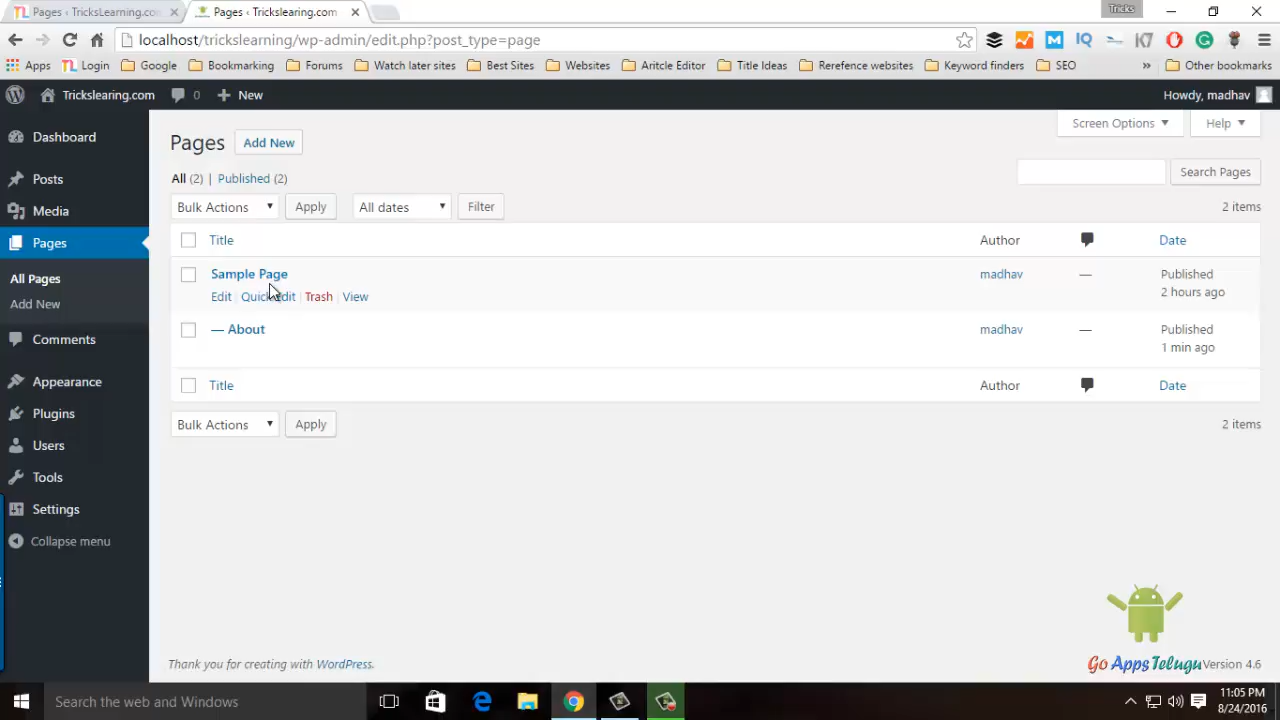 Pages ‹ TricksLearning.com
Pages ‹ Trickslearing.com
Tricks
localhost/trickslearning/wp-admin/edit.php?post_type=page
Apps Login Google Bookmarking Forums Watch later sites Best Sites Websites Aritcle Editor Title Ideas Rerefence websites Keyword finders SEO » Other bookmarks
Trickslearing.com 0 + New Howdy, madhav
Dashboard
Posts
Media
Pages
All Pages
Add New
Comments
Appearance
Plugins
Users
Tools
Settings
Collapse menu
Screen Options Help
Pages Add New
All (2) | Published (2)
Search Pages
Bulk Actions Apply All dates Filter 2 items
Title Author Date
Sample Page madhav — Published
2 hours ago
Edit | Quick Edit | Trash | View
— About madhav — Published
1 min ago
Title Author Date
Bulk Actions Apply 2 items
Thank you for creating with WordPress.
Go Apps Telugu
Version 4.6
Search the web and Windows
11:05 PM
8/24/2016